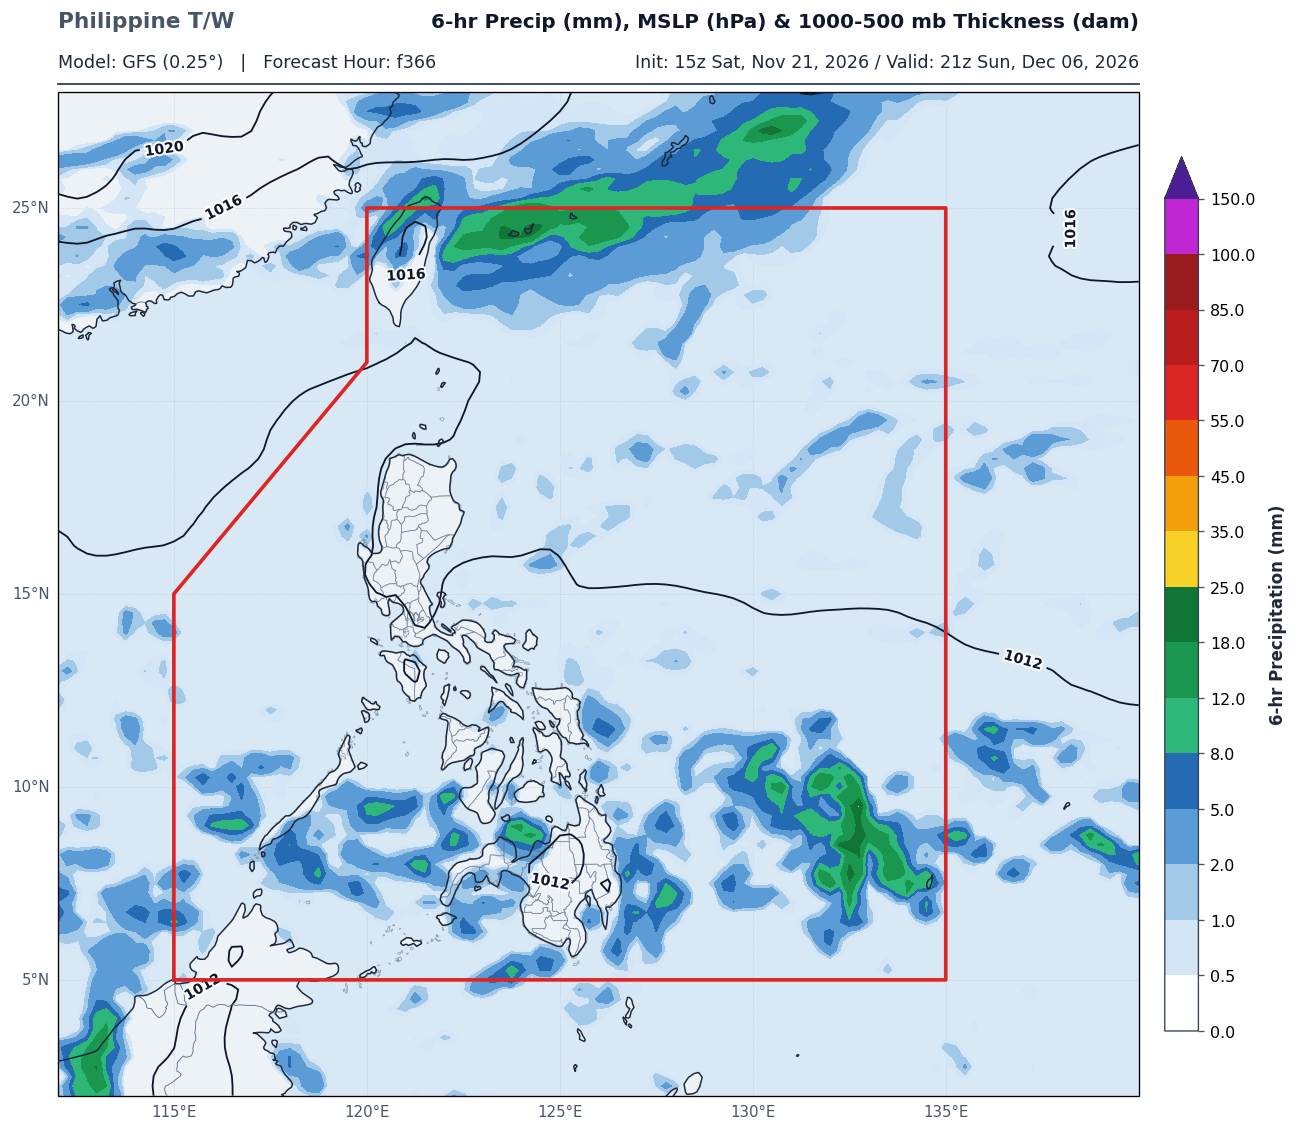 Philippine T/W
6-hr Precip (mm), MSLP (hPa) & 1000-500 mb Thickness (dam)
Model: GFS (0.25°) | Forecast Hour: f366
Init: 15z Sat, Nov 21, 2026 / Valid: 21z Sun, Dec 06, 2026
1020
1016
1016
1016
1012
1012
1012
25°N
20°N
15°N
10°N
5°N
115°E
120°E
125°E
130°E
135°E
150.0
100.0
85.0
70.0
55.0
45.0
35.0
25.0
18.0
12.0
8.0
5.0
2.0
1.0
0.5
0.0
6-hr Precipitation (mm)